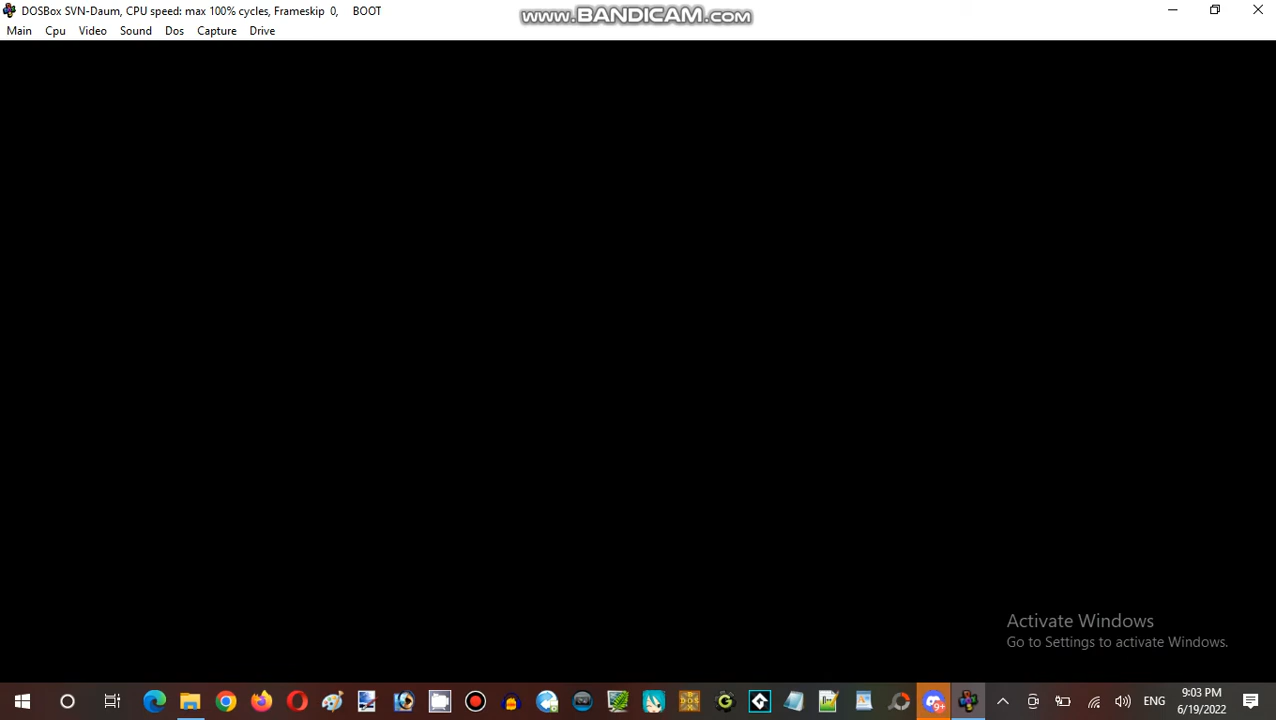 DOSBox SVN-Daum, CPU speed: max 100% cycles, Frameskip 0, BOOT
www.BANDICAM.com
Main Cpu Video Sound Dos Capture Drive
Activate Windows
Go to Settings to activate Windows.
9+
ENG
9:03 PM
6/19/2022